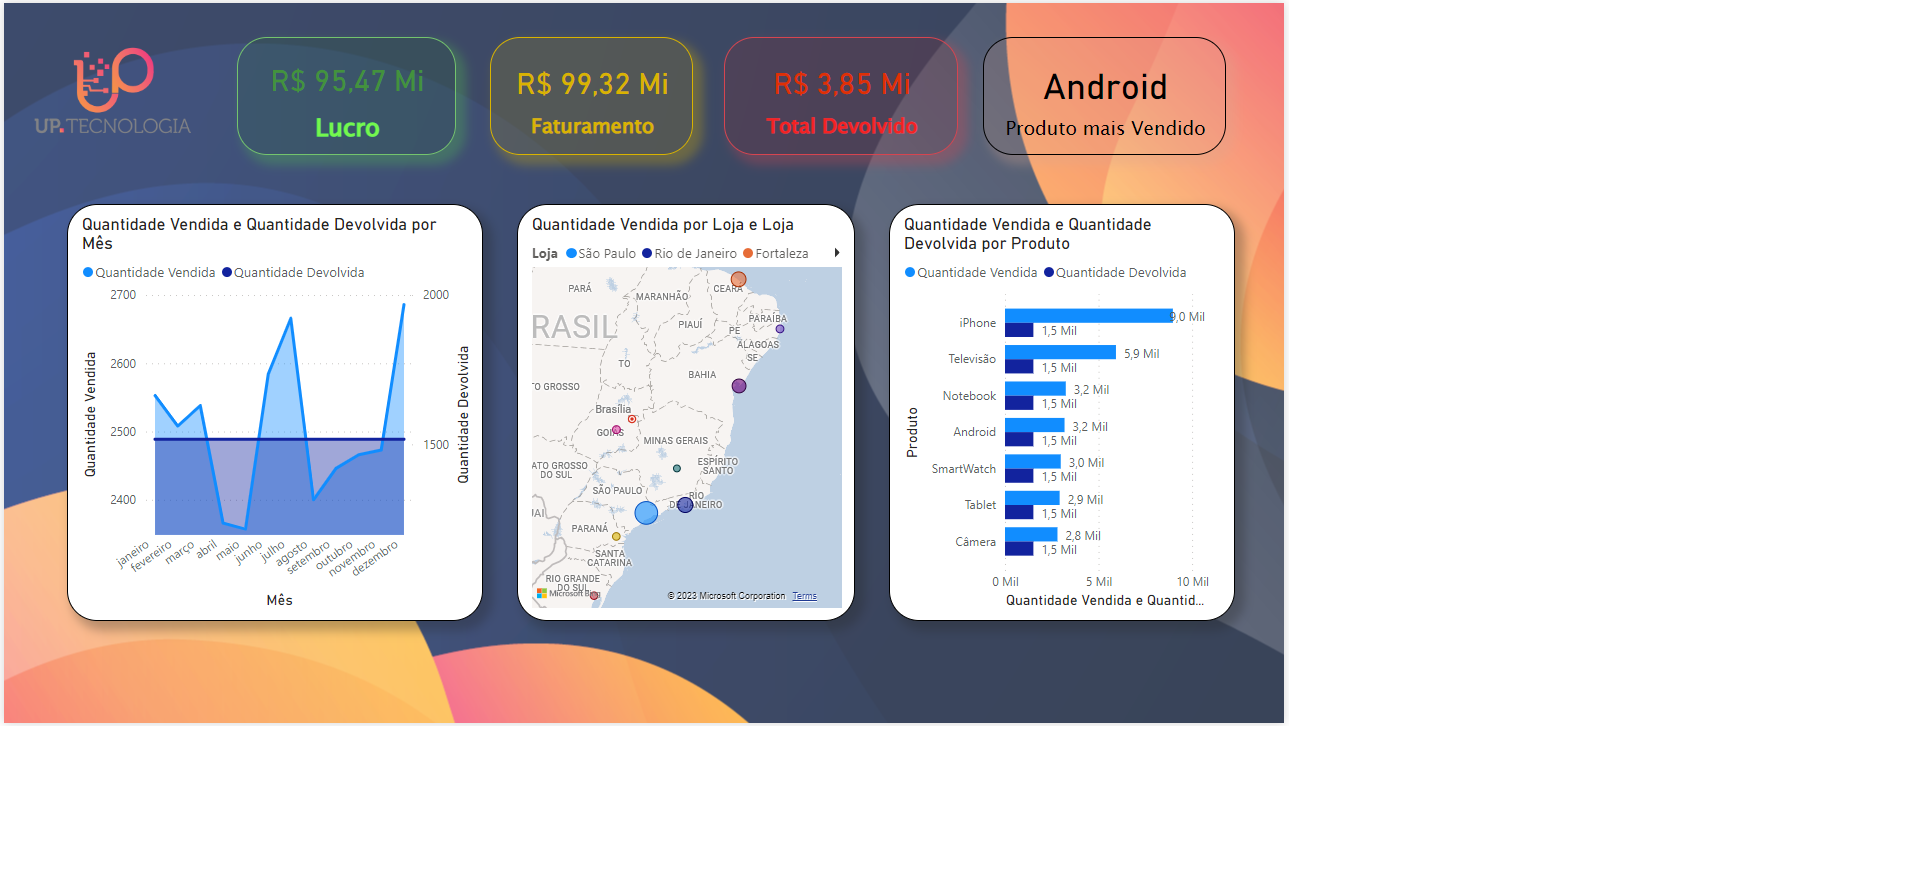 UP.TECNOLOGIA
R$ 95,47 Mi
Lucro
R$ 99,32 Mi
Faturamento
R$ 3,85 Mi
Total Devolvido
Android
Produto mais Vendido
Quantidade Vendida e Quantidade Devolvida por
Mês
Quantidade Vendida Quantidade Devolvida
2700
2600
2500
2400
2000
1500
Quantidade Vendida
Quantidade Devolvida
janeiro
fevereiro
março
abril
maio
junho
julho
agosto
setembro
outubro
novembro
dezembro
Mês
Quantidade Vendida por Loja e Loja
Loja São Paulo Rio de Janeiro Fortaleza
PARÁ
MARANHÃO
CEARÁ
RASIL
PIAUÍ
PARAÍBA
PE
ALAGOAS
SE
TO
TO GROSSO
BAHIA
Brasília
GOIÁS
MINAS GERAIS
ATO GROSSO
DO SUL
ESPÍRITO
SANTO
SÃO PAULO
RIO
DE JANEIRO
UAI
PARANÁ
SANTA
CATARINA
RIO GRANDE
DO SUL
Microsoft Bing
© 2023 Microsoft Corporation Terms
Quantidade Vendida e Quantidade
Devolvida por Produto
Quantidade Vendida Quantidade Devolvida
Produto
iPhone 9,0 Mil
1,5 Mil
Televisão 5,9 Mil
1,5 Mil
Notebook 3,2 Mil
1,5 Mil
Android 3,2 Mil
1,5 Mil
SmartWatch 3,0 Mil
1,5 Mil
Tablet 2,9 Mil
1,5 Mil
Câmera 2,8 Mil
1,5 Mil
0 Mil 5 Mil 10 Mil
Quantidade Vendida e Quantid...